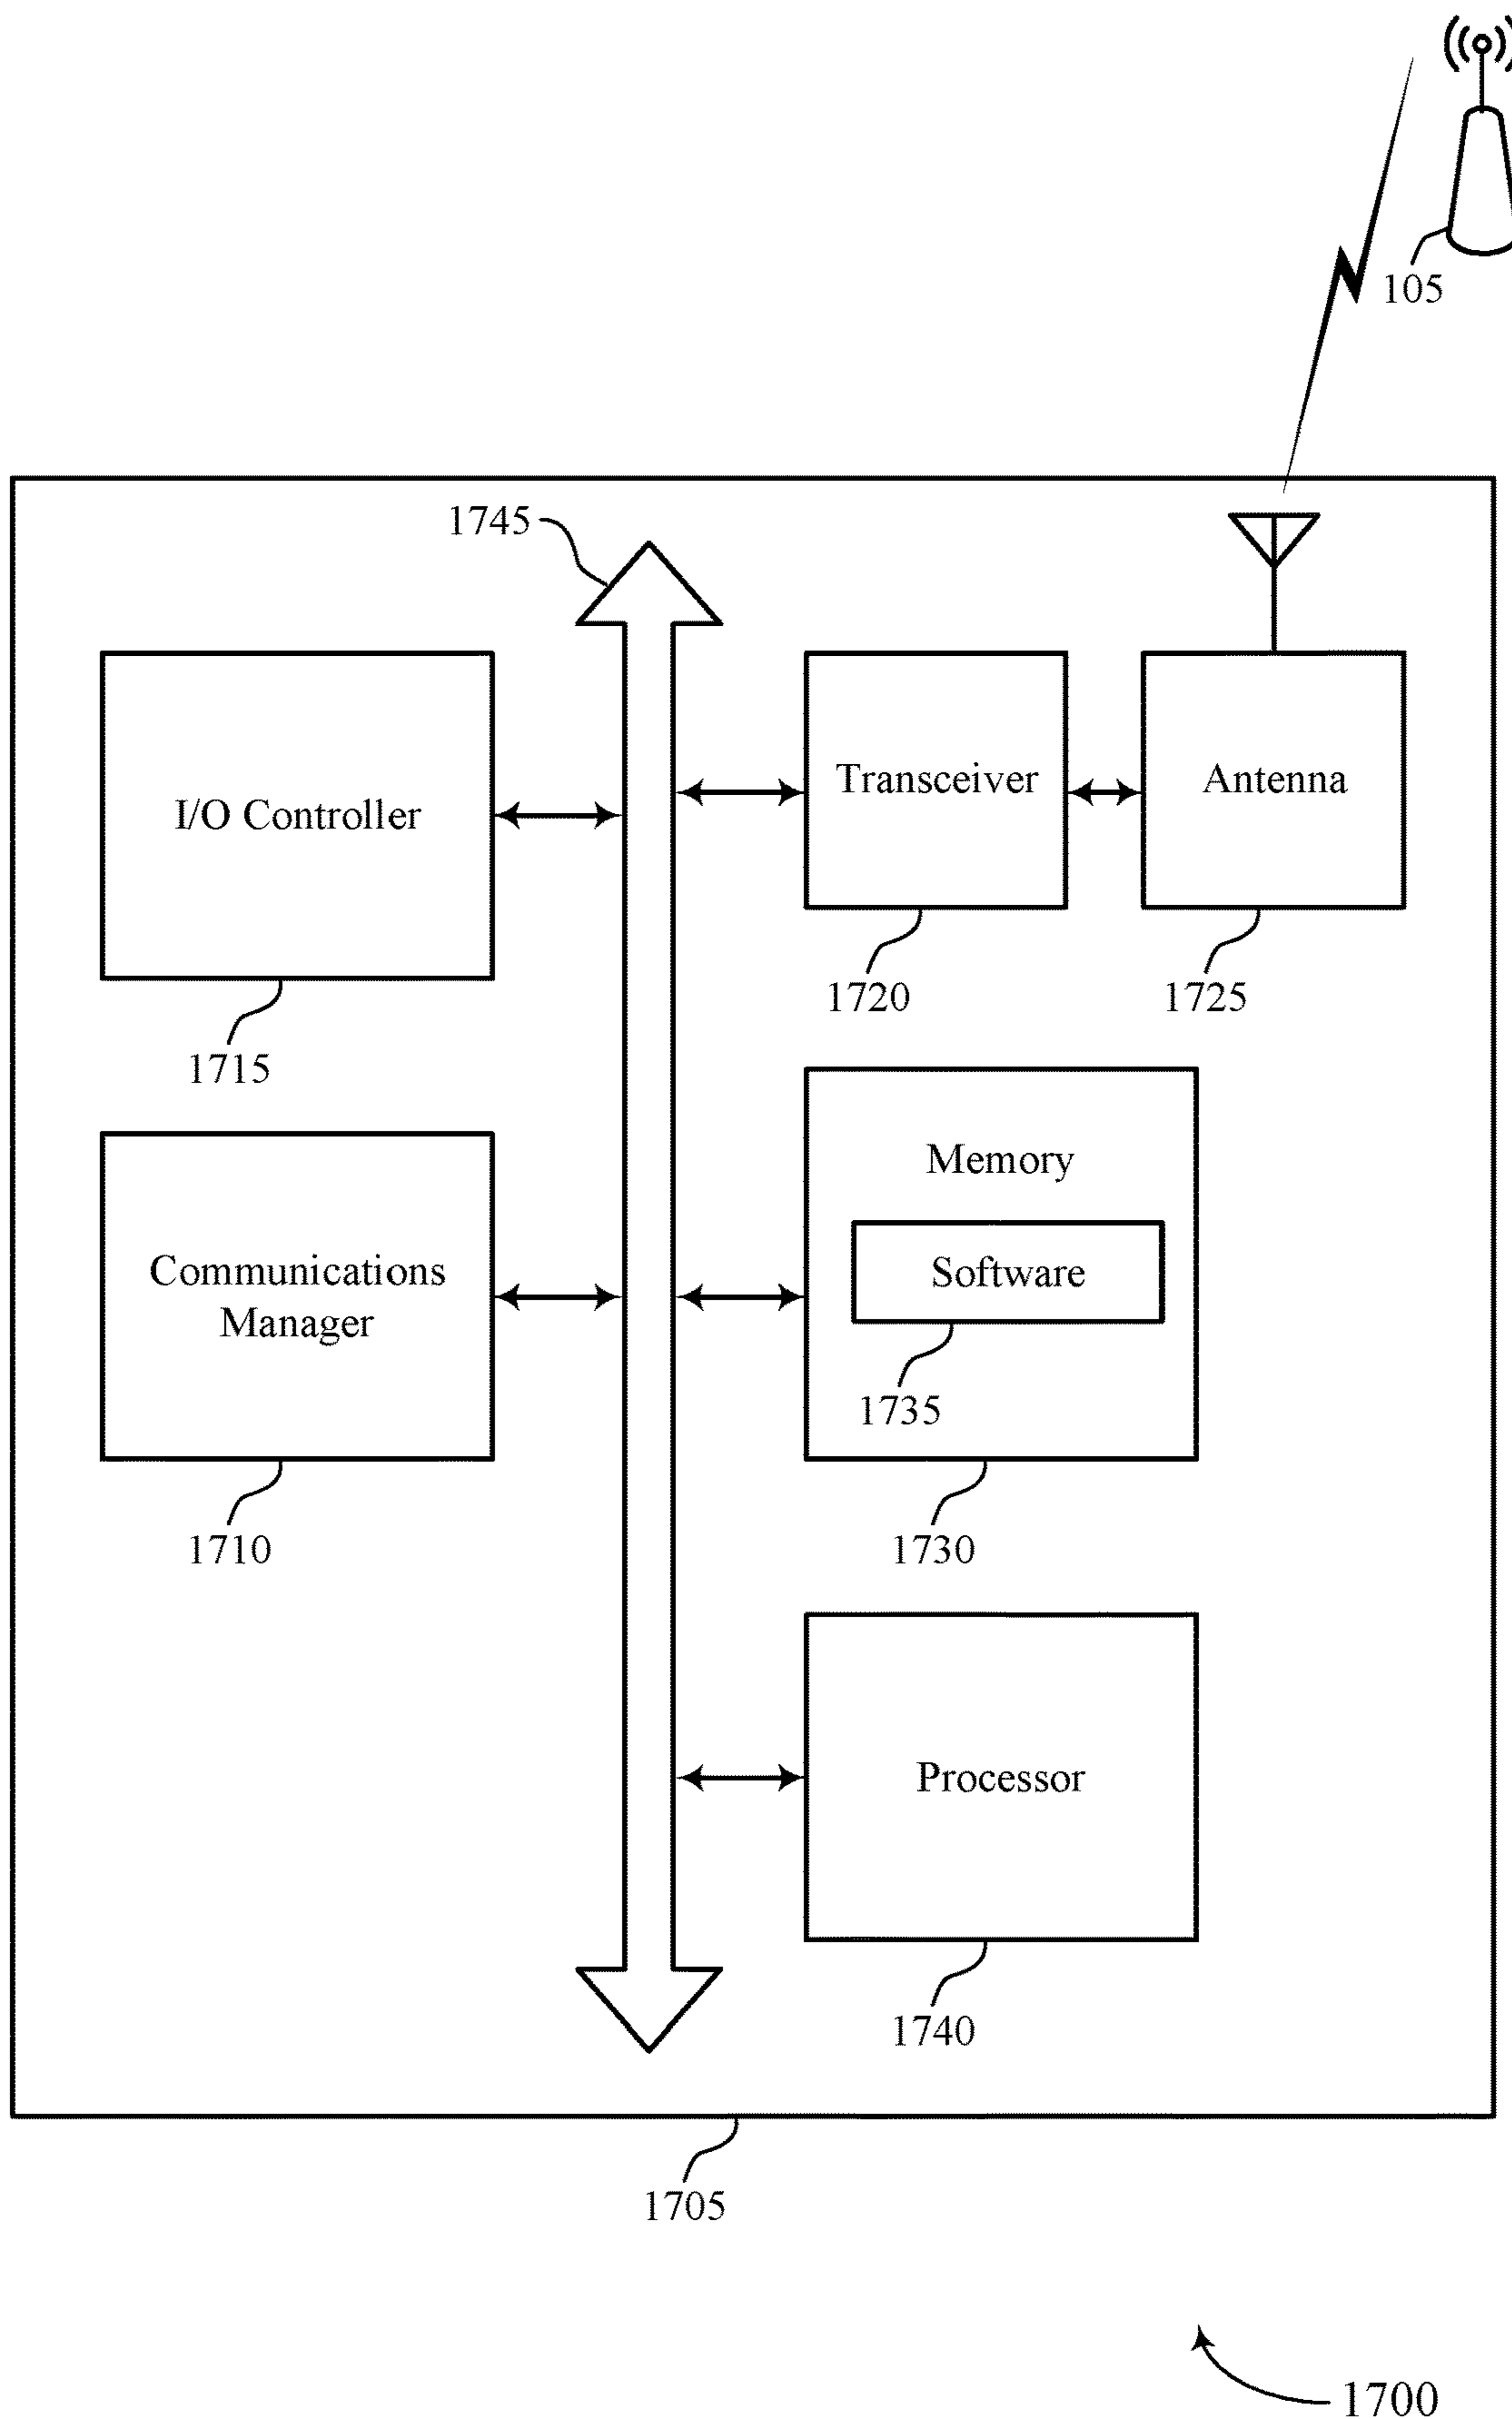 105
1745
I/O Controller
1715
Transceiver
1720
Antenna
1725
Communications
Manager
1710
Memory
Software
1735
1730
Processor
1740
1705
1700